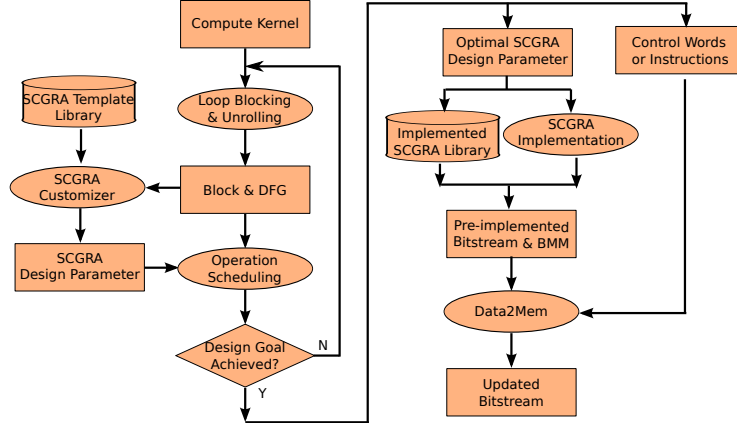 Compute Kernel
Loop Blocking
& Unrolling
SCGRA Template
Library
SCGRA
Customizer
Block & DFG
SCGRA
Design Parameter
Operation
Scheduling
Design Goal
Achieved?
N
Y
Optimal SCGRA
Design Parameter
Control Words
or Instructions
Implemented
SCGRA Library
SCGRA
Implementation
Pre-implemented
Bitstream & BMM
Data2Mem
Updated
Bitstream